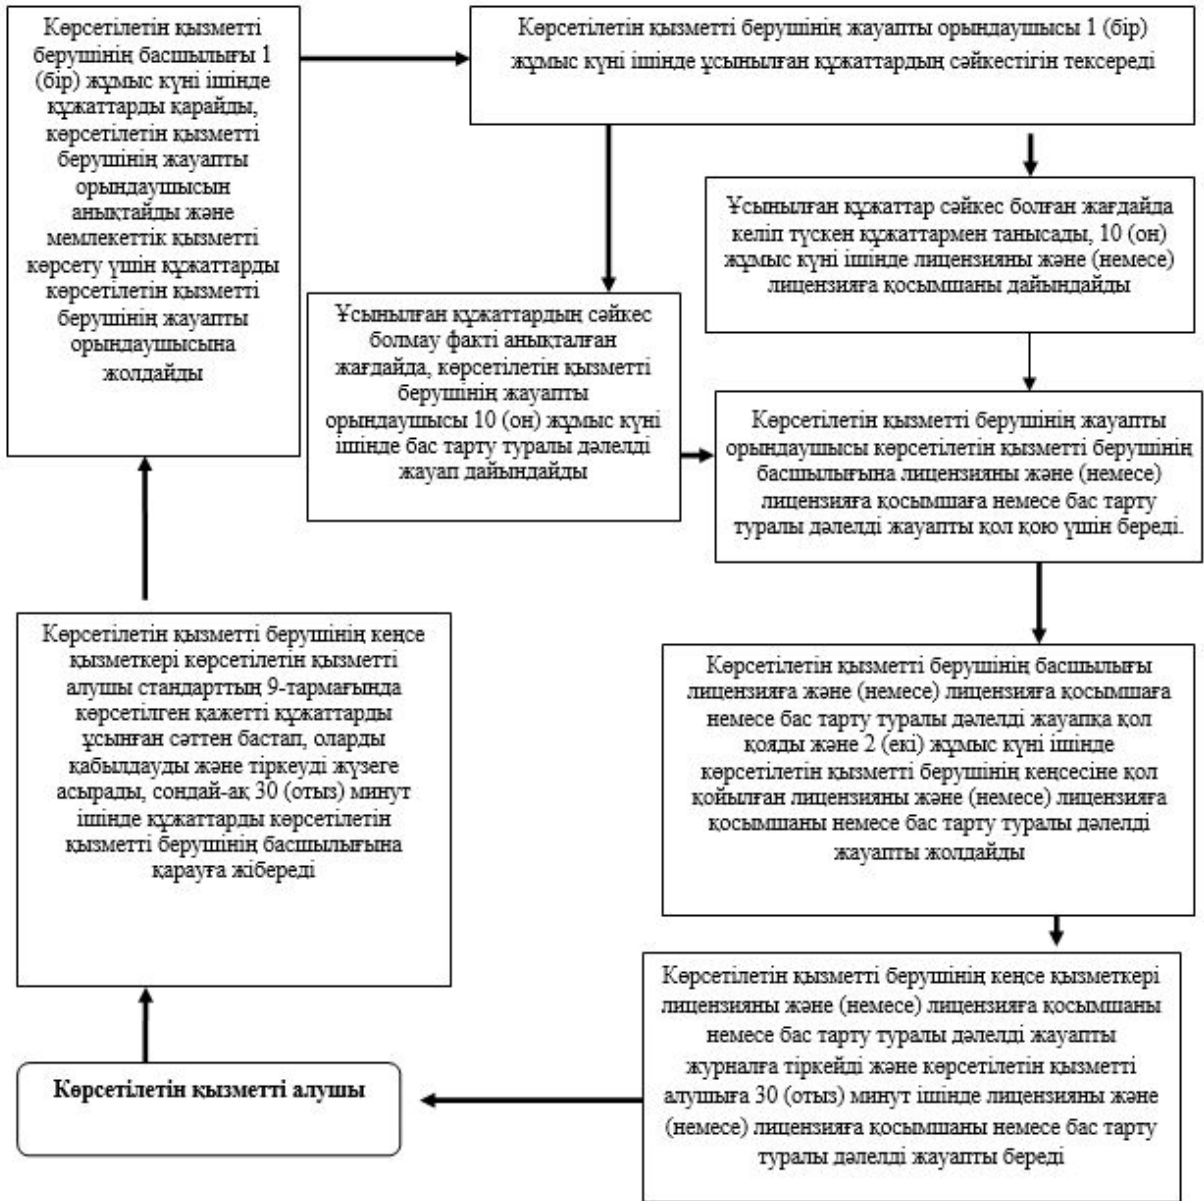 Көрсетілетін қызметті
берушінің басшылығы 1
(бір) жұмыс күні ішінде
құжаттарды қарайды,
көрсетілетін қызметті
берушінің жауапты
орындаушысын
анықтайды және
мемлекеттік қызметті
көрсету үшін құжаттарды
көрсетілетін қызметті
берушінің жауапты
орындаушысына
жолдайды
Көрсетілетін қызметті берушінің жауапты орындаушысы 1 (бір)
жұмыс күні ішінде ұсынылған құжаттардың сәйкестігін тексереді
Ұсынылған құжаттар сәйкес болған жағдайда
келіп түскен құжаттармен танысады, 10 (он)
жұмыс күні ішінде лицензияны және (немесе)
лицензияға қосымшаны дайындайды
Ұсынылған құжаттардың сәйкес
болмау факті анықталған
жағдайда, көрсетілетін қызметті
берушінің жауапты
орындаушысы 10 (он) жұмыс күні
ішінде бас тарту туралы дәлелді
жауап дайындайды
Көрсетілетін қызметті берушінің жауапты
орындаушысы көрсетілетін қызметті берушінің
басшылығына лицензияны және (немесе)
лицензияға қосымшаға немесе бас тарту
туралы дәлелді жауапты қол қою үшін береді.
Көрсетілетін қызметті берушінің кеңсе
қызметкері көрсетілетін қызметті
алушы стандарттың 9-тармағында
көрсетілген қажетті құжаттарды
ұсынған сәттен бастап, оларды
қабылдауды және тіркеуді жүзеге
асырады, сондай-ақ 30 (отыз) минут
ішінде құжаттарды көрсетілетін
қызметті берушінің басшылығына
қарауға жібереді
Көрсетілетін қызметті берушінің басшылығы
лицензияға және (немесе) лицензияға қосымшаға
немесе бас тарту туралы дәлелді жауапқа қол
қояды және 2 (екі) жұмыс күні ішінде
көрсетілетін қызметті берушінің кеңсесіне қол
қойылған лицензияны және (немесе) лицензияға
қосымшаны немесе бас тарту туралы дәлелді
жауапты жолдайды
Көрсетілетін қызметті берушінің кеңсе қызметкері
лицензияны және (немесе) лицензияға қосымшаны
немесе бас тарту туралы дәлелді жауапты
журналға тіркейді және көрсетілетін қызметті
алушыға 30 (отыз) минут ішінде лицензияны және
(немесе) лицензияға қосымшаны немесе бас тарту
туралы дәлелді жауапты береді
Көрсетілетін қызметті алушы